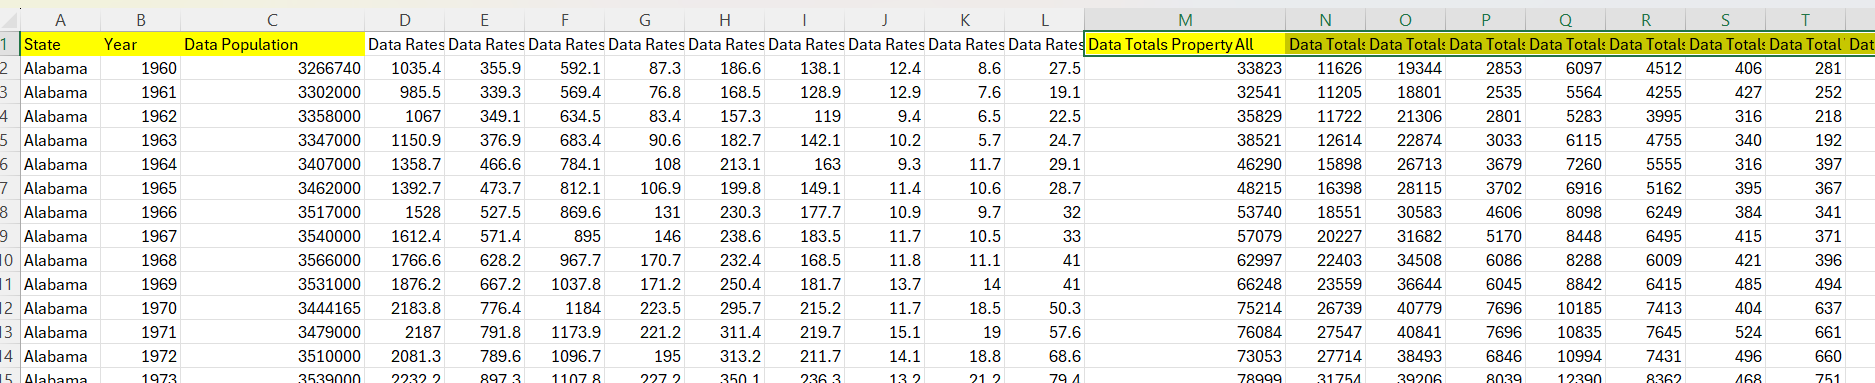 A B C D E F G H I J K L M N O P Q R S T
1 State Year Data Population Data Rates Data Rates Data Rates Data Rates Data Rates Data Rates Data Rates Data Rates Data Rates Data Totals Property All Data Totals Data Totals Data Totals Data Totals Data Totals Data Totals Data Total Dat
2 Alabama 1960 3266740 1035.4 355.9 592.1 87.3 186.6 138.1 12.4 8.6 27.5 33823 11626 19344 2853 6097 4512 406 281
3 Alabama 1961 3302000 985.5 339.3 569.4 76.8 168.5 128.9 12.9 7.6 19.1 32541 11205 18801 2535 5564 4255 427 252
4 Alabama 1962 3358000 1067 349.1 634.5 83.4 157.3 119 9.4 6.5 22.5 35829 11722 21306 2801 5283 3995 316 218
5 Alabama 1963 3347000 1150.9 376.9 683.4 90.6 182.7 142.1 10.2 5.7 24.7 38521 12614 22874 3033 6115 4755 340 192
6 Alabama 1964 3407000 1358.7 466.6 784.1 108 213.1 163 9.3 11.7 29.1 46290 15898 26713 3679 7260 5555 316 397
7 Alabama 1965 3462000 1392.7 473.7 812.1 106.9 199.8 149.1 11.4 10.6 28.7 48215 16398 28115 3702 6916 5162 395 367
8 Alabama 1966 3517000 1528 527.5 869.6 131 230.3 177.7 10.9 9.7 32 53740 18551 30583 4606 8098 6249 384 341
9 Alabama 1967 3540000 1612.4 571.4 895 146 238.6 183.5 11.7 10.5 33 57079 20227 31682 5170 8448 6495 415 371
10 Alabama 1968 3566000 1766.6 628.2 967.7 170.7 232.4 168.5 11.8 11.1 41 62997 22403 34508 6086 8288 6009 421 396
11 Alabama 1969 3531000 1876.2 667.2 1037.8 171.2 250.4 181.7 13.7 14 41 66248 23559 36644 6045 8842 6415 485 494
12 Alabama 1970 3444165 2183.8 776.4 1184 223.5 295.7 215.2 11.7 18.5 50.3 75214 26739 40779 7696 10185 7413 404 637
13 Alabama 1971 3479000 2187 791.8 1173.9 221.2 311.4 219.7 15.1 19 57.6 76084 27547 40841 7696 10835 7645 524 661
14 Alabama 1972 3510000 2081.3 789.6 1096.7 195 313.2 211.7 14.1 18.8 68.6 73053 27714 38493 6846 10994 7431 496 660
15 Alabama 1973 3539000 2232.2 897.3 1107.8 227.2 350.1 236.3 13.2 21.2 79.4 78999 31754 39206 8039 12390 8362 468 751